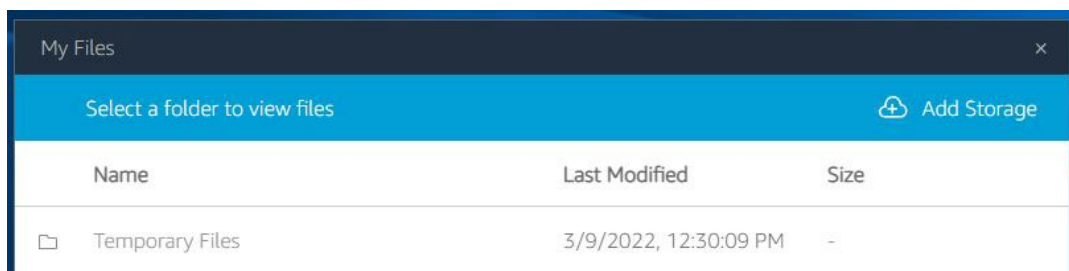 My Files ×
Select a folder to view files Add Storage
Name Last Modified Size
Temporary Files 3/9/2022, 12:30:09 PM -